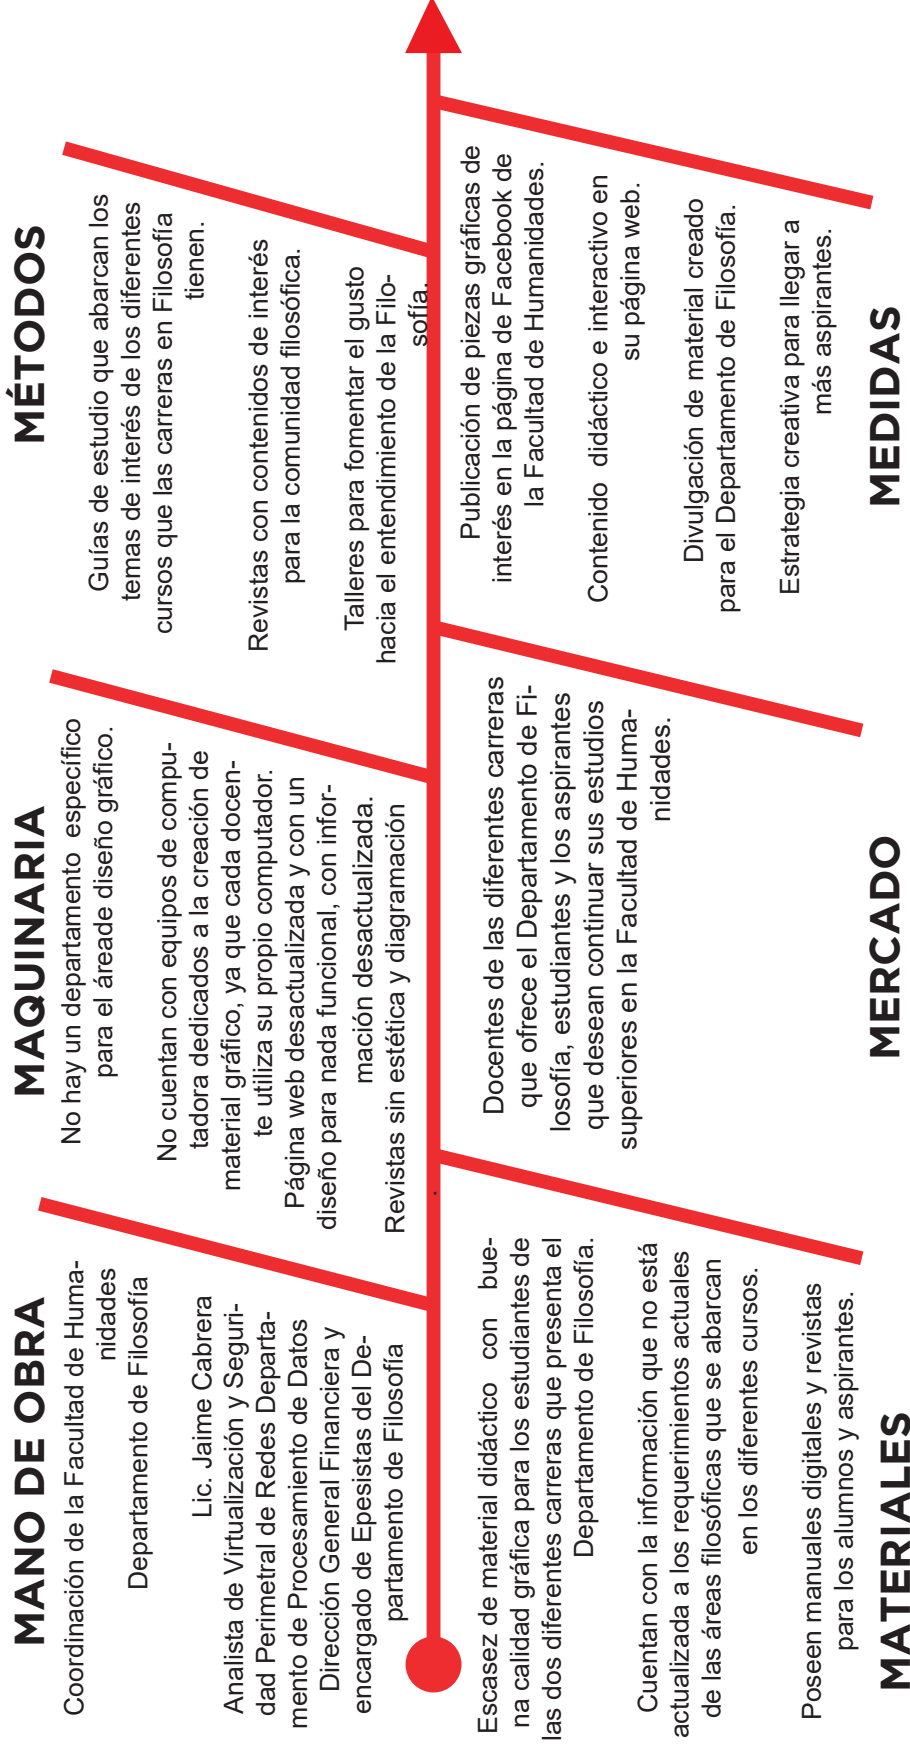 MANO DE OBRA
Coordinación de la Facultad de Huma-
nidades
Departamento de Filosofía
Lic. Jaime Cabrera
Analista de Virtualización y Seguri-
dad Perimetral de Redes Departa-
mento de Procesamiento de Datos
Dirección General Financiera y
encargado de Epesistas del De-
partamento de Filosofía
MAQUINARIA
No hay un departamento específico
para el áreade diseño gráfico.
No cuentan con equipos de compu-
tadora dedicados a la creación de
material gráfico, ya que cada docen-
te utiliza su propio computador.
Página web desactualizada y con un
diseño para nada funcional, con infor-
mación desactualizada.
Revistas sin estética y diagramación
.
MÉTODOS
Guías de estudio que abarcan los
temas de interés de los diferentes
cursos que las carreras en Filosofía
tienen.
Revistas con contenidos de interés
para la comunidad filosófica.
Talleres para fomentar el gusto
hacia el entendimiento de la Filo-
sofía.
Escasez de material didáctico con bue-
na calidad gráfica para los estudiantes de
las dos diferentes carreras que presenta el
Departamento de Filosofía.
Cuentan con la información que no está
actualizada a los requerimientos actuales
de las áreas filosóficas que se abarcan
en los diferentes cursos.
Poseen manuales digitales y revistas
para los alumnos y aspirantes.
MATERIALES
Docentes de las diferentes carreras
que ofrece el Departamento de Fi-
losofía, estudiantes y los aspirantes
que desean continuar sus estudios
superiores en la Facultad de Huma-
nidades.
MERCADO
Publicación de piezas gráficas de
interés en la página de Facebook de
la Facultad de Humanidades.
Contenido didáctico e interactivo en
su página web.
Divulgación de material creado
para el Departamento de Filosofía.
Estrategia creativa para llegar a
más aspirantes.
MEDIDAS